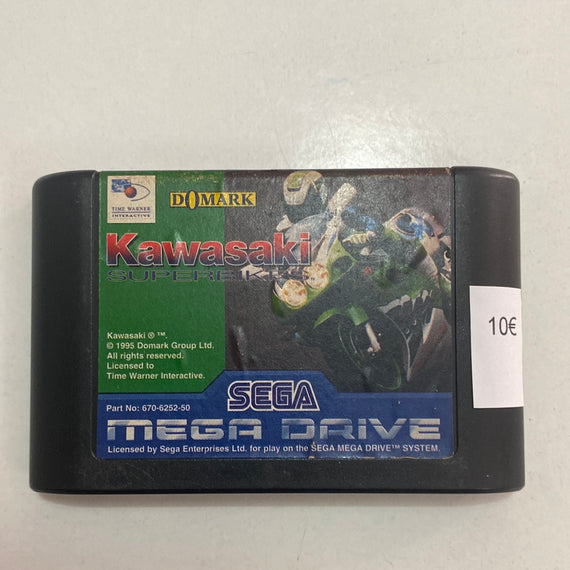 TIME WARNER
INTERACTIVE
DOMARK
Kawasaki
SUPERBIKES
Kawasaki ® ™.
© 1995 Domark Group Ltd.
All rights reserved.
Licensed to
Time Warner Interactive.
10€
SEGA
Part No: 670-6252-50
MEGA DRIVE
Licensed by Sega Enterprises Ltd. for play on the SEGA MEGA DRIVE™ SYSTEM.